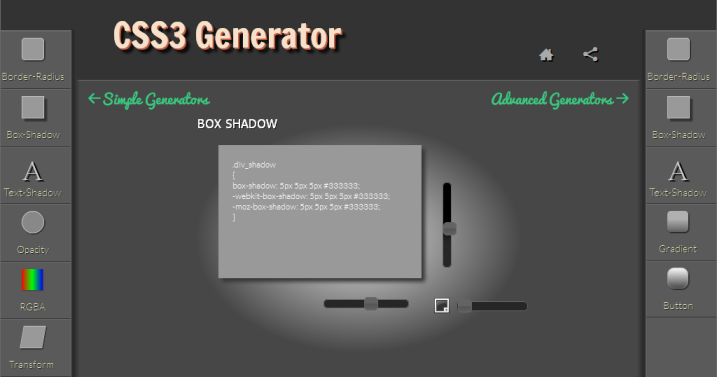 CSS3 Generator
Simple Generators
Advanced Generators
BOX SHADOW
.div_shadow
{
box-shadow: 5px 5px 5px #333333;
-webkit-box-shadow: 5px 5px 5px #333333;
-moz-box-shadow: 5px 5px 5px #333333;
}
Border-Radius
Box-Shadow
A
Text-Shadow
Opacity
RGBA
Transform
Border-Radius
Box-Shadow
A
Text-Shadow
Gradient
Button